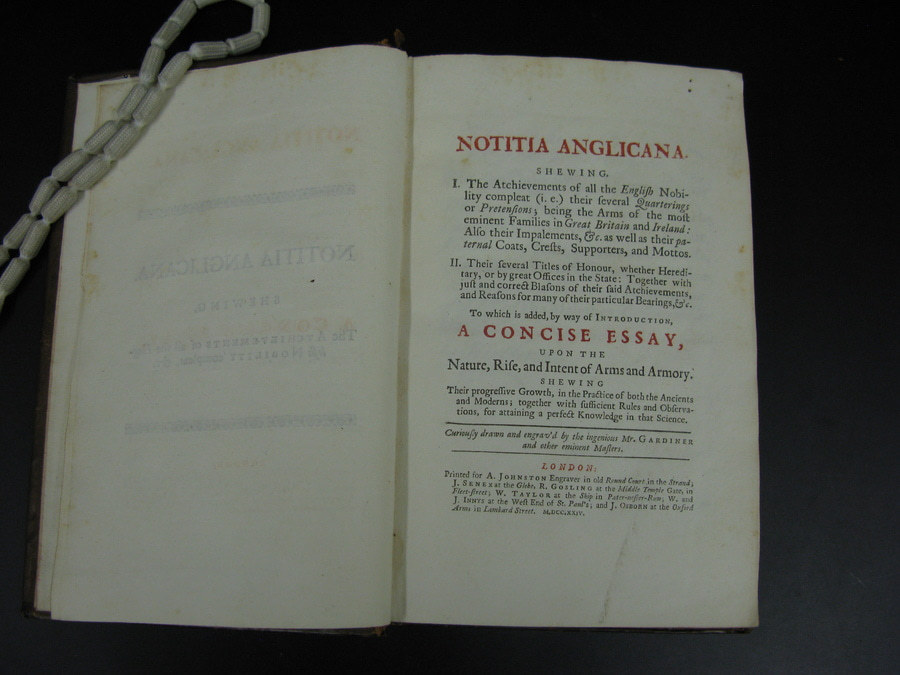 NOTITIA ANGLICANA.
SHEWING,
I. The Atchievements of all the Engliſh Nobi-
lity compleat (i. e.) their ſeveral Quarterings
or Pretenſions; being the Arms of the moſt
eminent Families in Great Britain and Ireland:
Alſo their Impalements, &c. as well as their pa-
ternal Coats, Creſts, Supporters, and Mottos.
II. Their ſeveral Titles of Honour, whether Heredi-
tary, or by great Offices in the State: Together with
juſt and correct Blaſons of their ſaid Atchievements,
and Reaſons for many of their particular Bearings, &c.
To which is added, by way of INTRODUCTION,
A CONCISE ESSAY,
UPON THE
Nature, Riſe, and Intent of Arms and Armory.
SHEWING
Their progreſſive Growth, in the Practice of both the Ancients
and Moderns; together with ſufficient Rules and Obſerva-
tions, for attaining a perfect Knowledge in that Science.
Curiouſly drawn and engrav'd by the ingenious Mr. GARDINER
and other eminent Maſters.
LONDON:
Printed for A. JOHNSTON Engraver in old Round Court in the Strand;
J. SENEX at the Globe, R. GOSLING at the Middle Temple Gate, in
Fleet-ſtreet; W. TAYLOR at the Ship in Pater-noſter-Row; W. and
J. INNYS at the Weſt End of St. Paul's; and J. OSBORN at the Oxford
Arms in Lombard Street. M.DCC.XXIV.